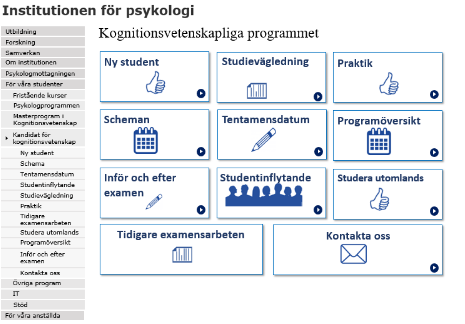 Institutionen för psykologi
Utbildning
Forskning
Samverkan
Om institutionen
Psykologmottagningen
För våra studenter
Fristående kurser
Psykologprogrammen
Masterprogram i
Kognitionsvetenskap
Kandidat för
kognitionsvetenskap
Ny student
Schema
Tentamensdatum
Studentinflytande
Studievägledning
Praktik
Tidigare
examensarbeten
Studera utomlands
Programöversikt
Inför och efter
examen
Kontakta oss
Övriga program
IT
Stöd
För våra anställda
Kognitionsvetenskapliga programmet
Ny student
Studievägledning
Praktik
Scheman
Tentamensdatum
Programöversikt
Inför och efter
examen
Studentinflytande
Studera utomlands
Tidigare examensarbeten
Kontakta oss